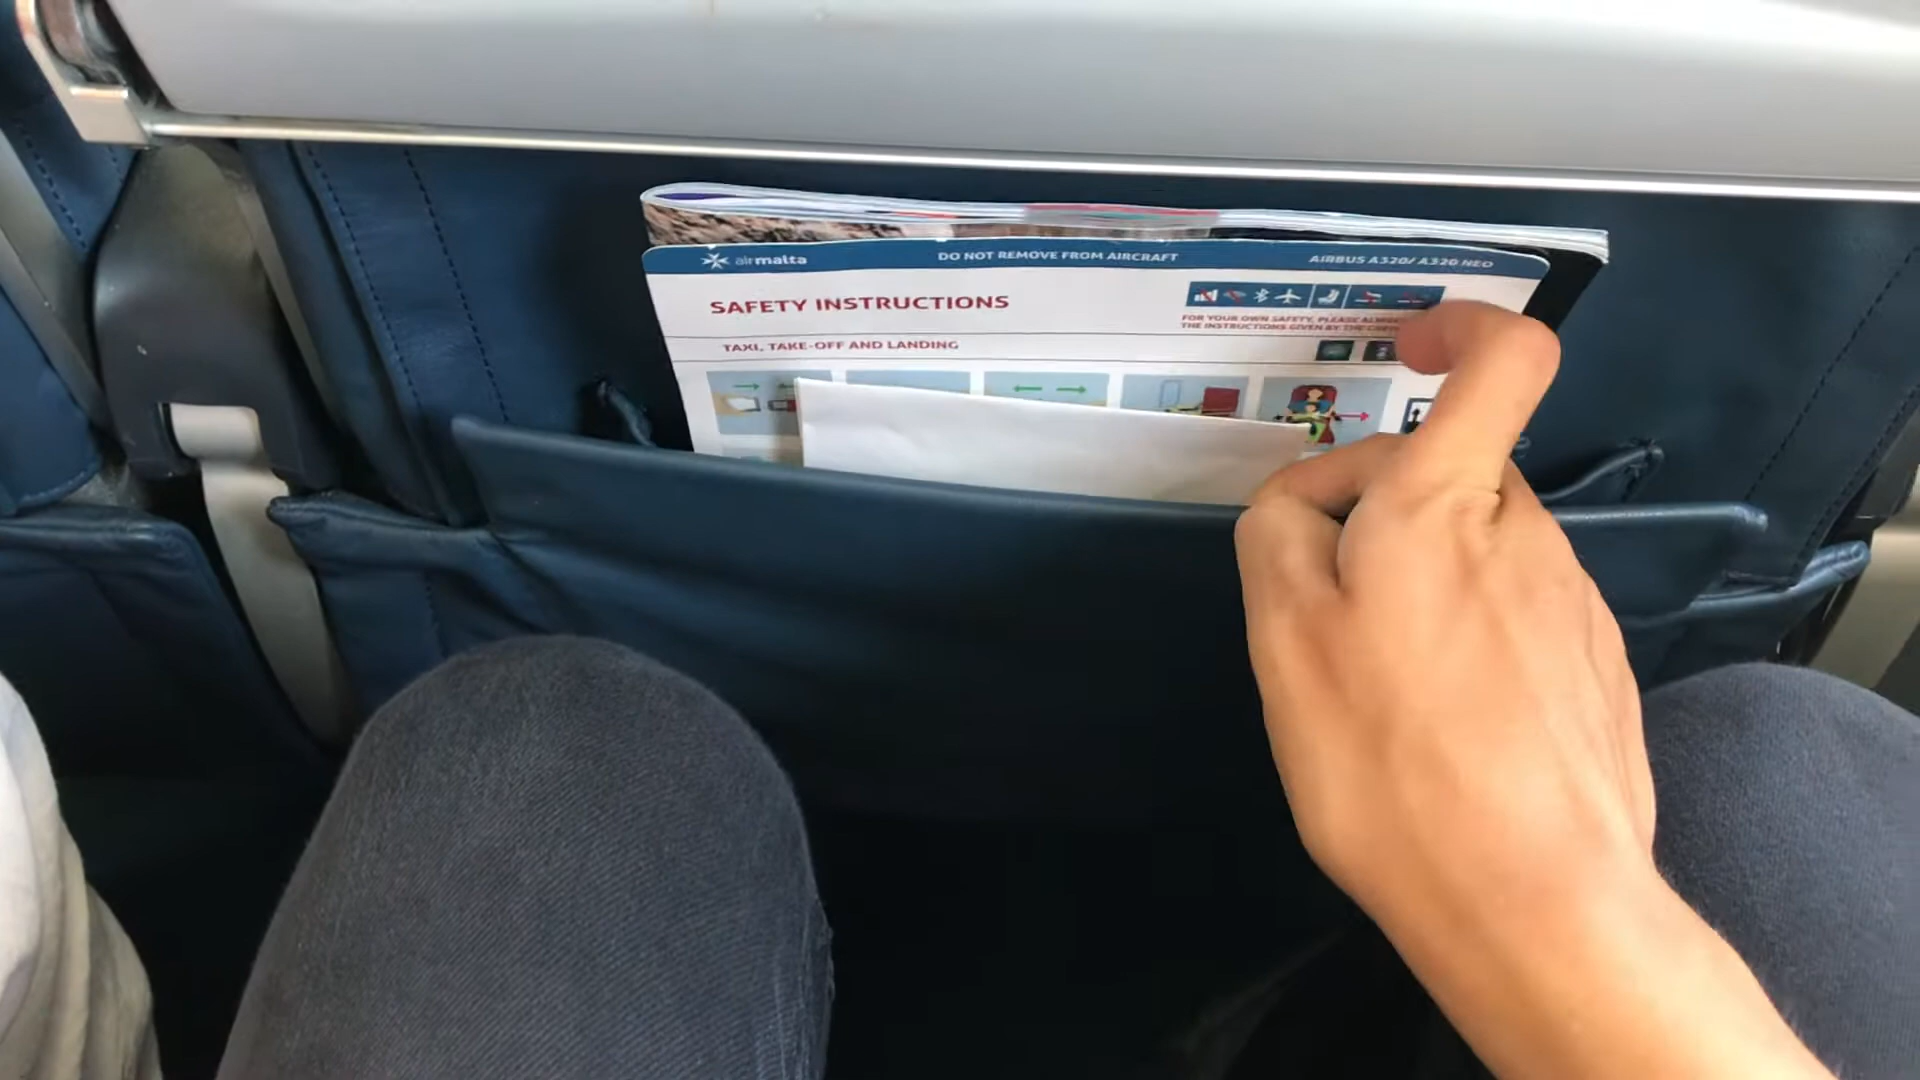 airmalta
DO NOT REMOVE FROM AIRCRAFT
AIRBUS A320/ A320 NEO
SAFETY INSTRUCTIONS
FOR YOUR OWN SAFETY, PLEASE
THE INSTRUCTIONS GIVEN BY THE
TAXI, TAKE-OFF AND LANDING